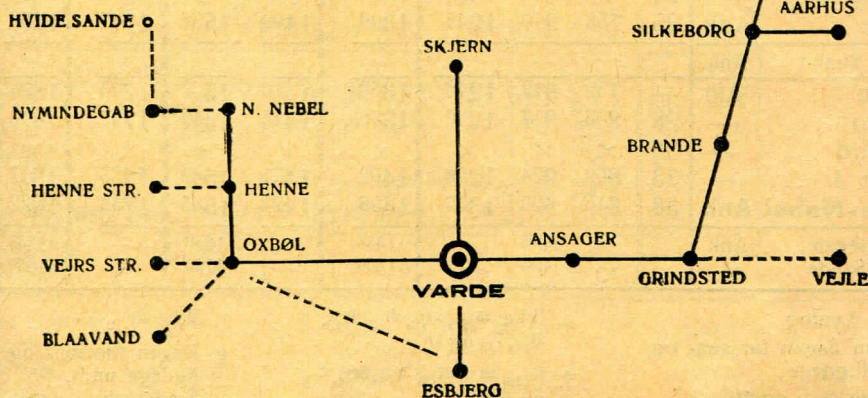 AARHUS
HVIDE SANDE
SILKEBORG
SKJERN
NYMINDEGAB
N. NEBEL
BRANDE
HENNE STR.
HENNE
OXBØL
ANSAGER
VEJRS STR.
GRINDSTED
VEJLE
VARDE
BLAAVAND
ESBJERG